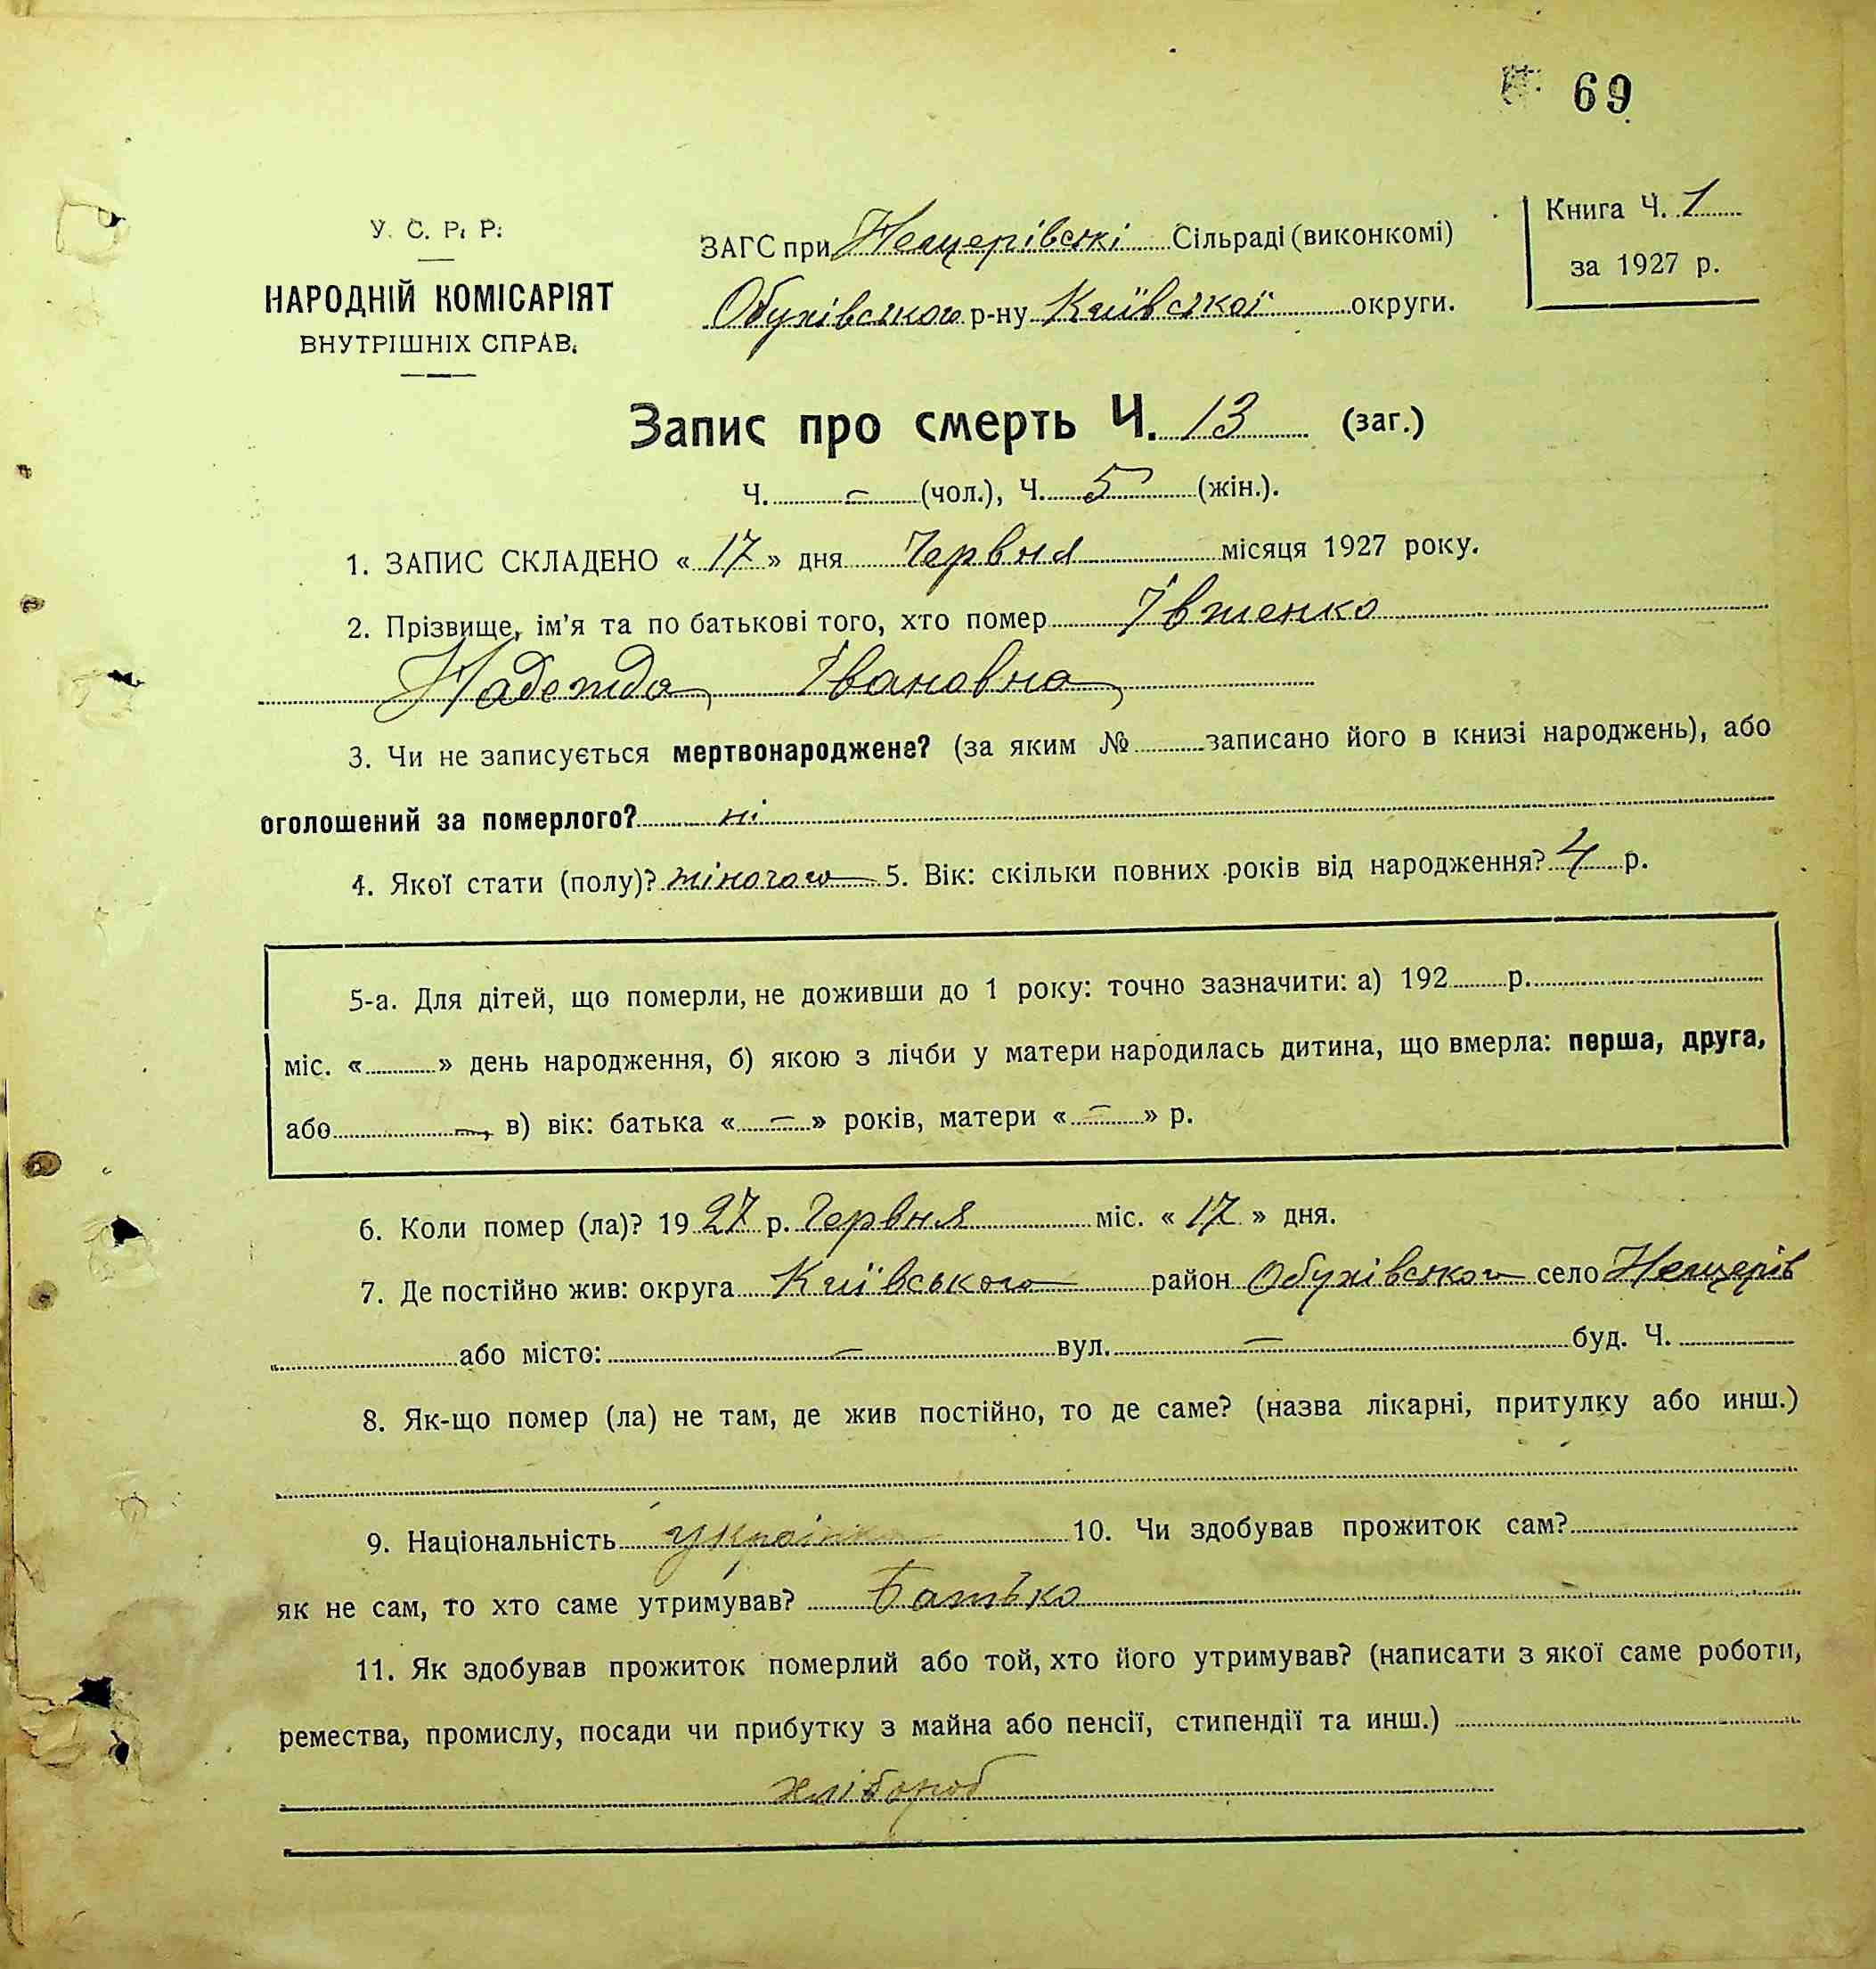 69
У. С. Р. Р.
НАРОДНІЙ КОМІСАРІЯТ
ВНУТРІШНІХ СПРАВ.
ЗАГС при Нещерівскі Сільраді (виконкомі)
Обухівського р-ну Київської округи.
Книга Ч. 1
за 1927 р.
Запис про смерть Ч. 13 (заг.)
Ч. – (чол.), Ч. 5 (жін.).
1. ЗАПИС СКЛАДЕНО « 17 » дня Червня місяця 1927 року.
2. Прізвище, ім'я та по батькові того, хто помер Івженко
Надежда Івановна
3. Чи не записується мертвонароджене? (за яким № записано його в книзі народжень), або
оголошений за померлого? ні
4. Якої стати (полу)? жіночого 5. Вік: скільки повних років від народження? 4 р.
5-а. Для дітей, що померли, не доживши до 1 року: точно зазначити: а) 192 р.
міс. « » день народження, б) якою з лічби у матери народилась дитина, що вмерла: перша, друга,
або –, в) вік: батька « – » років, матери « – » р.
6. Коли помер (ла)? 1927 р. Червня міс. « 17 » дня.
7. Де постійно жив: округа Київського район Обухівського село Нещерів
або місто: – вул. – буд. Ч.
8. Як-що помер (ла) не там, де жив постійно, то де саме? (назва лікарні, притулку або инш.)
9. Національність українка 10. Чи здобував прожиток сам?
як не сам, то хто саме утримував? Батько
11. Як здобував прожиток померлий або той, хто його утримував? (написати з якої саме роботи,
ремества, промислу, посади чи прибутку з майна або пенсії, стипендії та инш.)
хлібороб